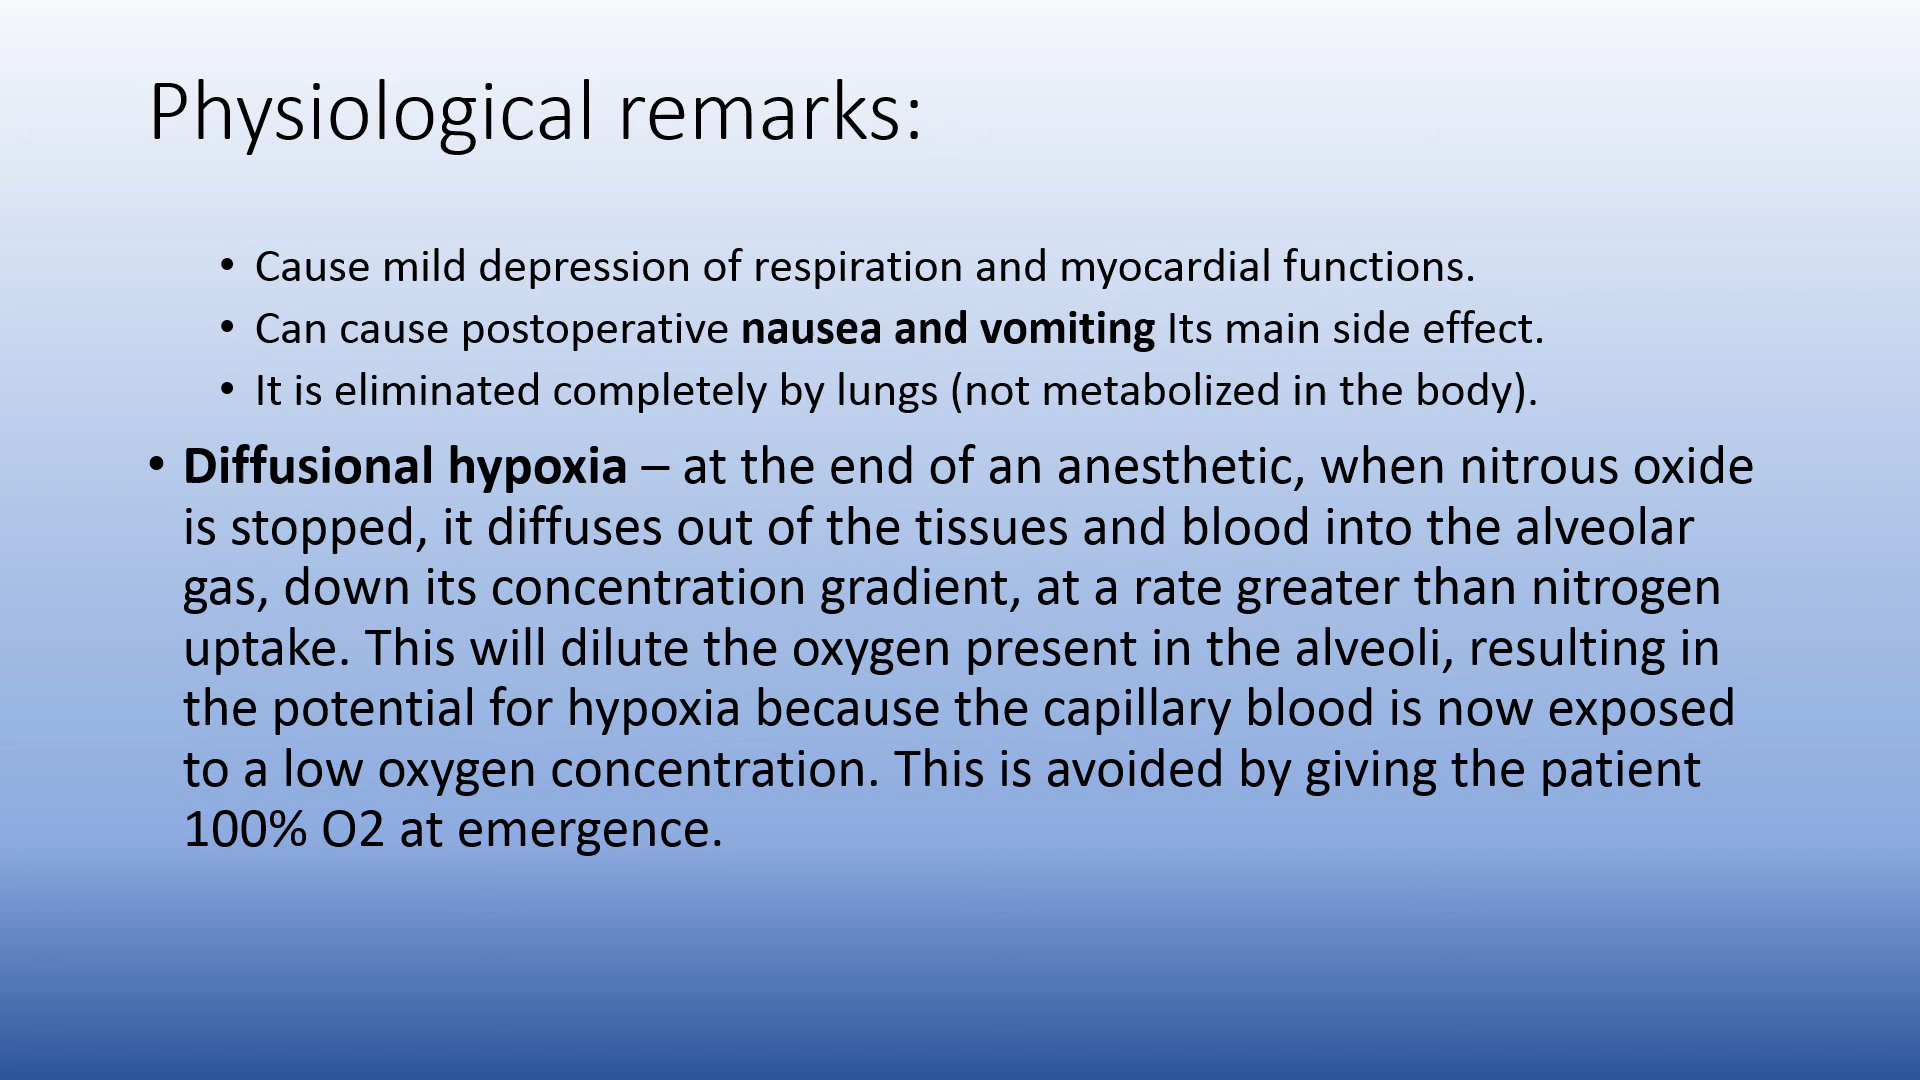 Physiological remarks:
• Cause mild depression of respiration and myocardial functions.
• Can cause postoperative nausea and vomiting Its main side effect.
• It is eliminated completely by lungs (not metabolized in the body).
• Diffusional hypoxia – at the end of an anesthetic, when nitrous oxide
is stopped, it diffuses out of the tissues and blood into the alveolar
gas, down its concentration gradient, at a rate greater than nitrogen
uptake. This will dilute the oxygen present in the alveoli, resulting in
the potential for hypoxia because the capillary blood is now exposed
to a low oxygen concentration. This is avoided by giving the patient
100% O2 at emergence.